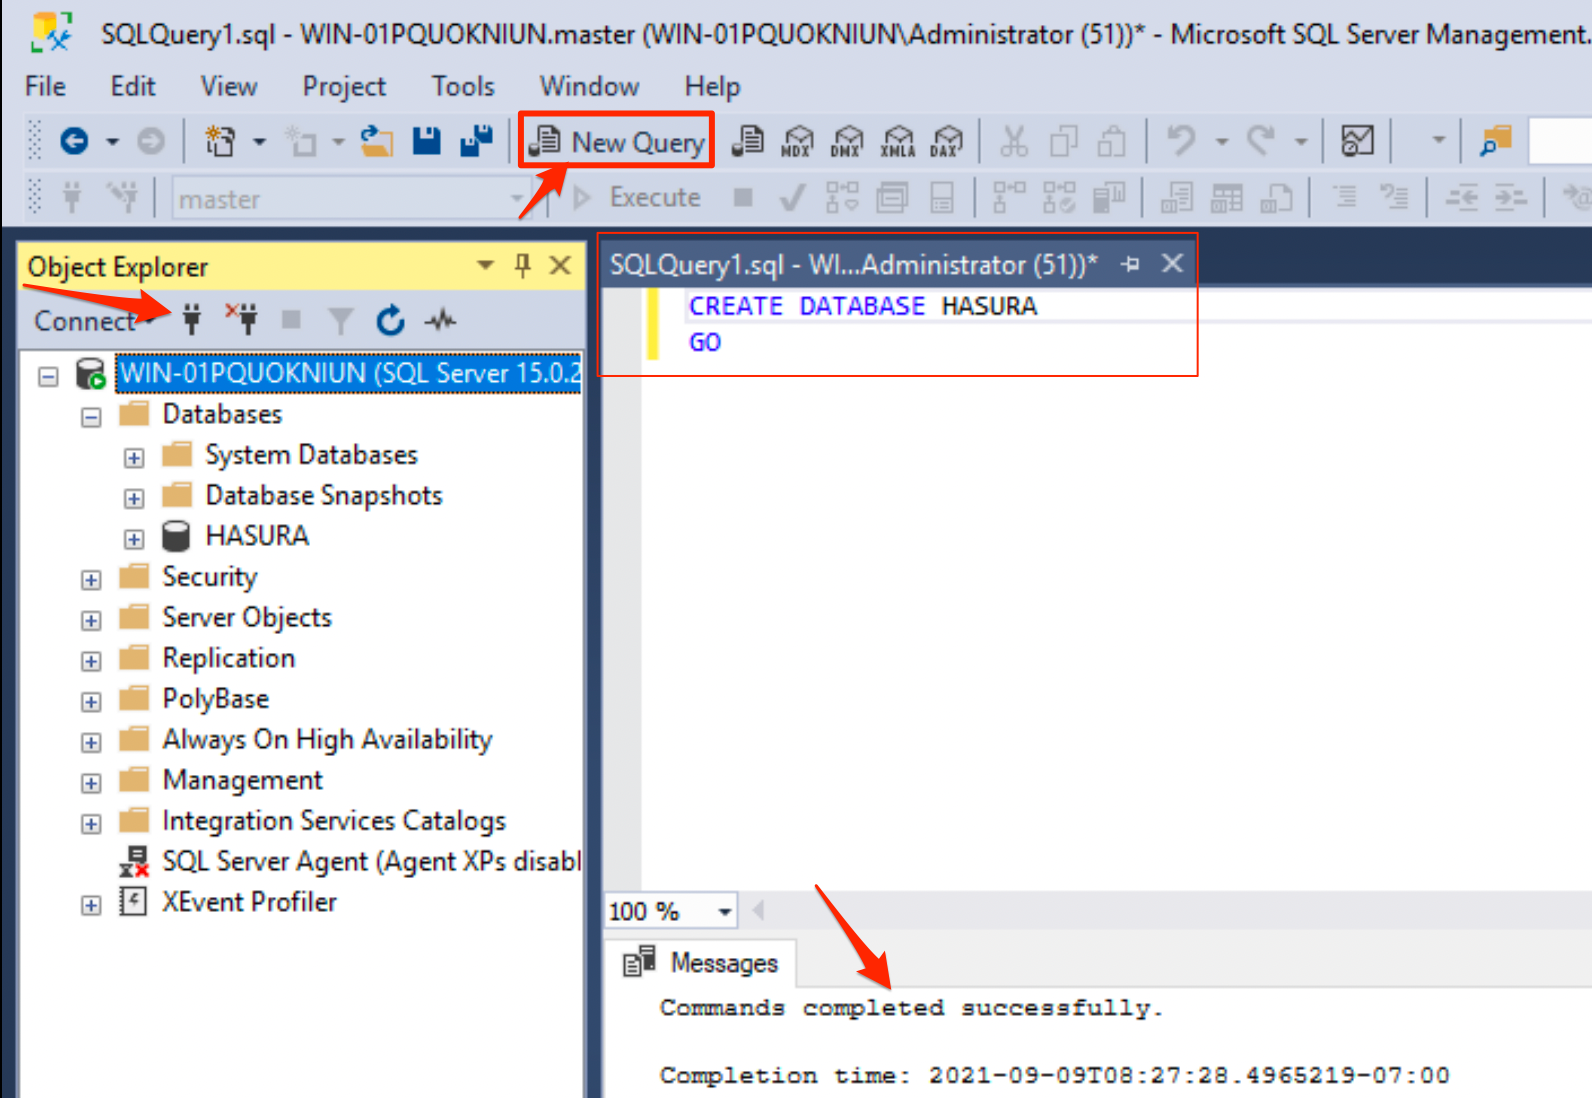 SQLQuery1.sql - WIN-01PQUOKNIUN.master (WIN-01PQUOKNIUN\Administrator (51))* - Microsoft SQL Server Management.
File Edit View Project Tools Window Help
New Query MDX DMX XMLA DAX
master Execute
Object Explorer
Connect
WIN-01PQUOKNIUN (SQL Server 15.0.2
Databases
System Databases
Database Snapshots
HASURA
Security
Server Objects
Replication
PolyBase
Always On High Availability
Management
Integration Services Catalogs
SQL Server Agent (Agent XPs disabl
XEvent Profiler
SQLQuery1.sql - WI...Administrator (51))*
CREATE DATABASE HASURA
GO
100 %
Messages
Commands completed successfully.
Completion time: 2021-09-09T08:27:28.4965219-07:00